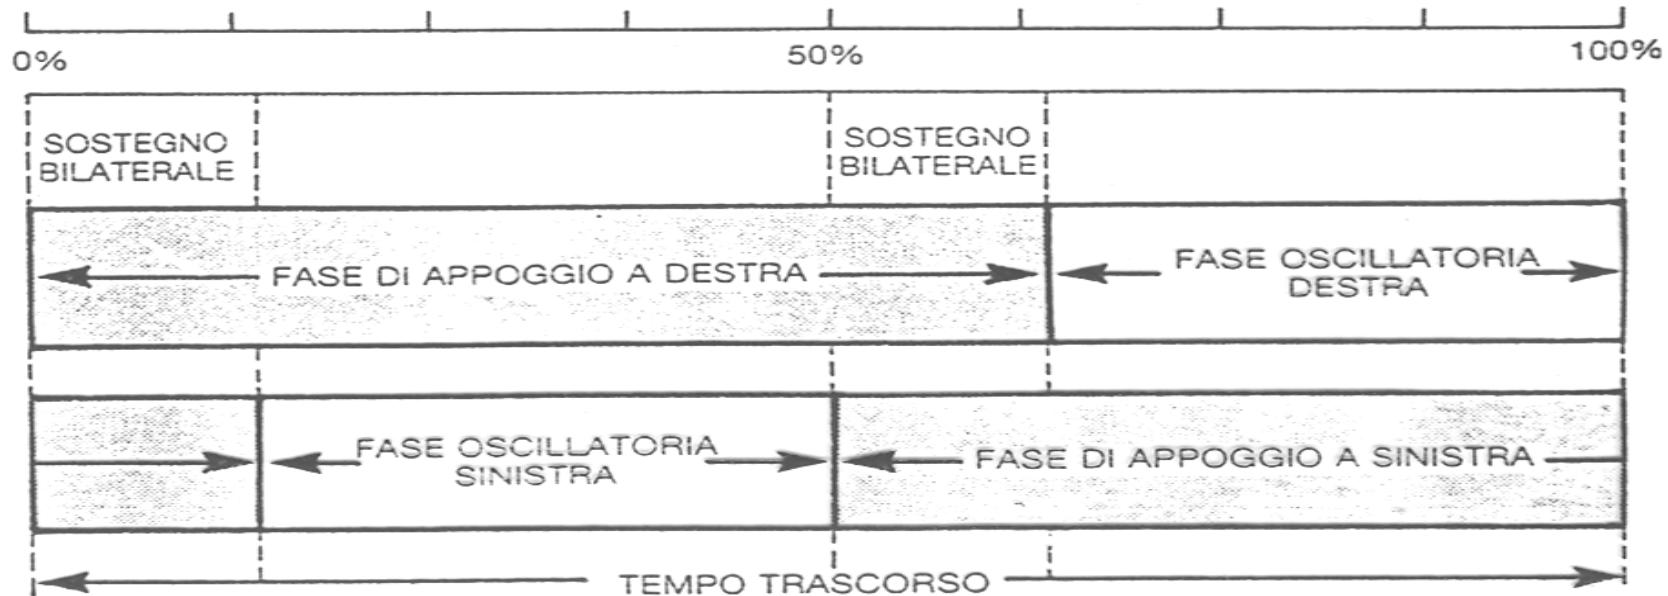 0% 50% 100%
SOSTEGNO
BILATERALE
SOSTEGNO
BILATERALE
FASE DI APPOGGIO A DESTRA
FASE OSCILLATORIA
DESTRA
FASE OSCILLATORIA
SINISTRA
FASE DI APPOGGIO A SINISTRA
TEMPO TRASCORSO